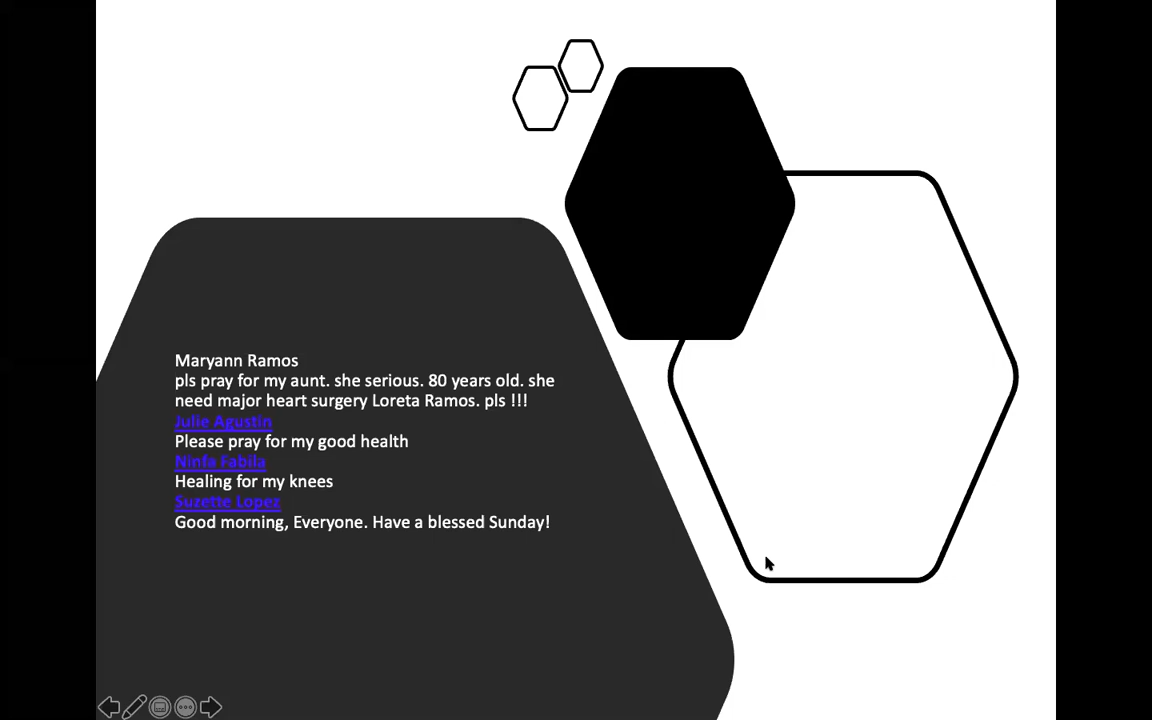 Maryann Ramos
pls pray for my aunt. she serious. 80 years old. she
need major heart surgery Loreta Ramos. pls !!!
Julie Agustin
Please pray for my good health
Ninfa Fabila
Healing for my knees
Suzette Lopez
Good morning, Everyone. Have a blessed Sunday!